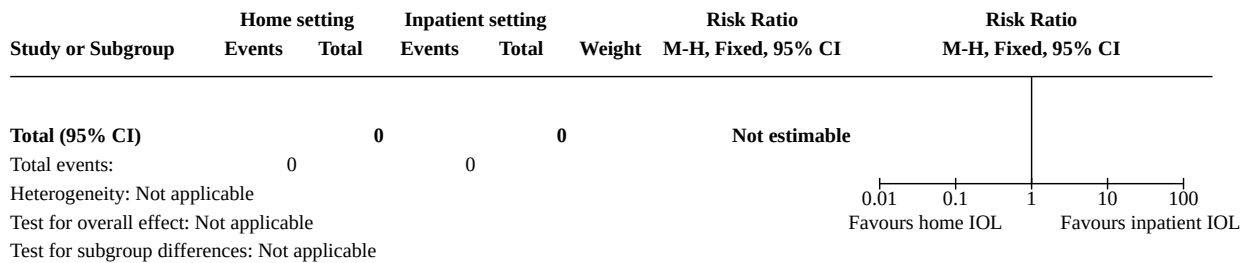 Home setting Inpatient setting Risk Ratio Risk Ratio
Study or Subgroup Events Total Events Total Weight M-H, Fixed, 95% CI M-H, Fixed, 95% CI
Total (95% CI) 0 0 Not estimable
Total events: 0 0
Heterogeneity: Not applicable
0.01 0.1 1 10 100
Test for overall effect: Not applicable
Favours home IOL Favours inpatient IOL
Test for subgroup differences: Not applicable